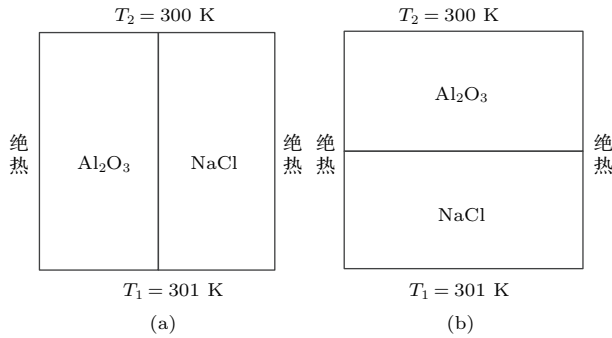 T₂ = 300 K
绝热
Al₂O₃
NaCl
绝热
T₁ = 301 K
(a)
T₂ = 300 K
Al₂O₃
绝热
绝热
NaCl
T₁ = 301 K
(b)